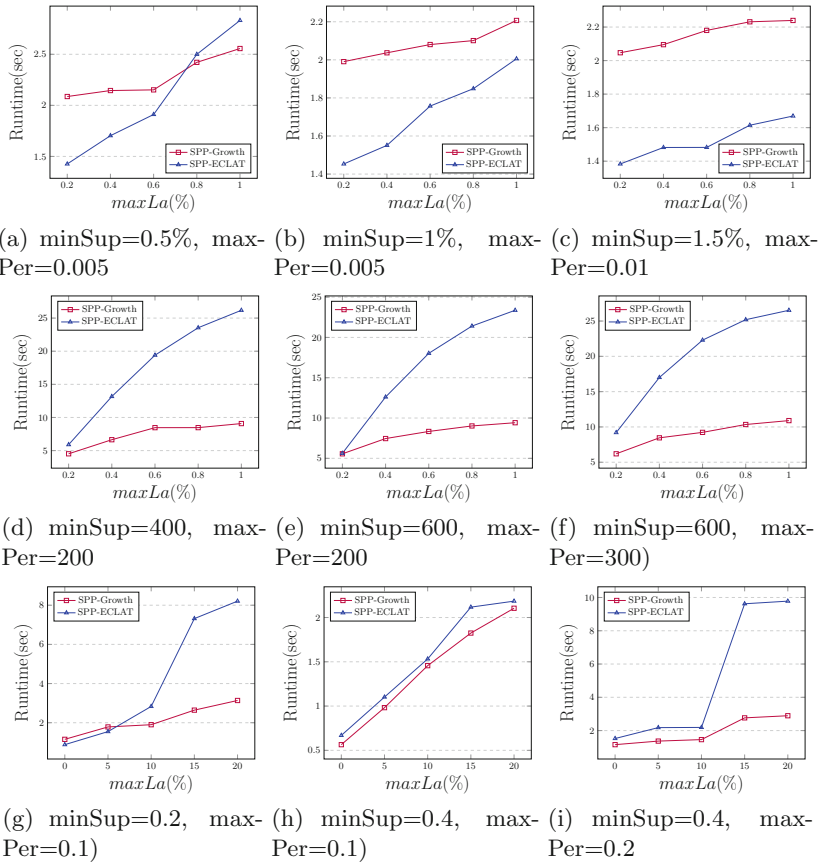 Runtime(sec)
2.5
2
1.5
SPP-Growth
SPP-ECLAT
0.2 0.4 0.6 0.8 1
maxLa(%)
(a) minSup=0.5%, max-
Per=0.005
Runtime(sec)
2.2
2
1.8
1.6
1.4
SPP-Growth
SPP-ECLAT
0.2 0.4 0.6 0.8 1
maxLa(%)
(b) minSup=1%, max-
Per=0.005
Runtime(sec)
2.2
2
1.8
1.6
1.4
SPP-Growth
SPP-ECLAT
0.2 0.4 0.6 0.8 1
maxLa(%)
(c) minSup=1.5%, max-
Per=0.01
Runtime(sec)
25
20
15
10
5
SPP-Growth
SPP-ECLAT
0.2 0.4 0.6 0.8 1
maxLa(%)
(d) minSup=400, max-
Per=200
Runtime(sec)
25
20
15
10
5
SPP-Growth
SPP-ECLAT
0.2 0.4 0.6 0.8 1
maxLa(%)
(e) minSup=600, max-
Per=200
Runtime(sec)
25
20
15
10
5
SPP-Growth
SPP-ECLAT
0.2 0.4 0.6 0.8 1
maxLa(%)
(f) minSup=600, max-
Per=300)
Runtime(sec)
8
6
4
2
SPP-Growth
SPP-ECLAT
0 5 10 15 20
maxLa(%)
(g) minSup=0.2, max-
Per=0.1)
Runtime(sec)
2
1.5
1
0.5
SPP-Growth
SPP-ECLAT
0 5 10 15 20
maxLa(%)
(h) minSup=0.4, max-
Per=0.1)
Runtime(sec)
10
8
6
4
2
SPP-Growth
SPP-ECLAT
0 5 10 15 20
maxLa(%)
(i) minSup=0.4, max-
Per=0.2